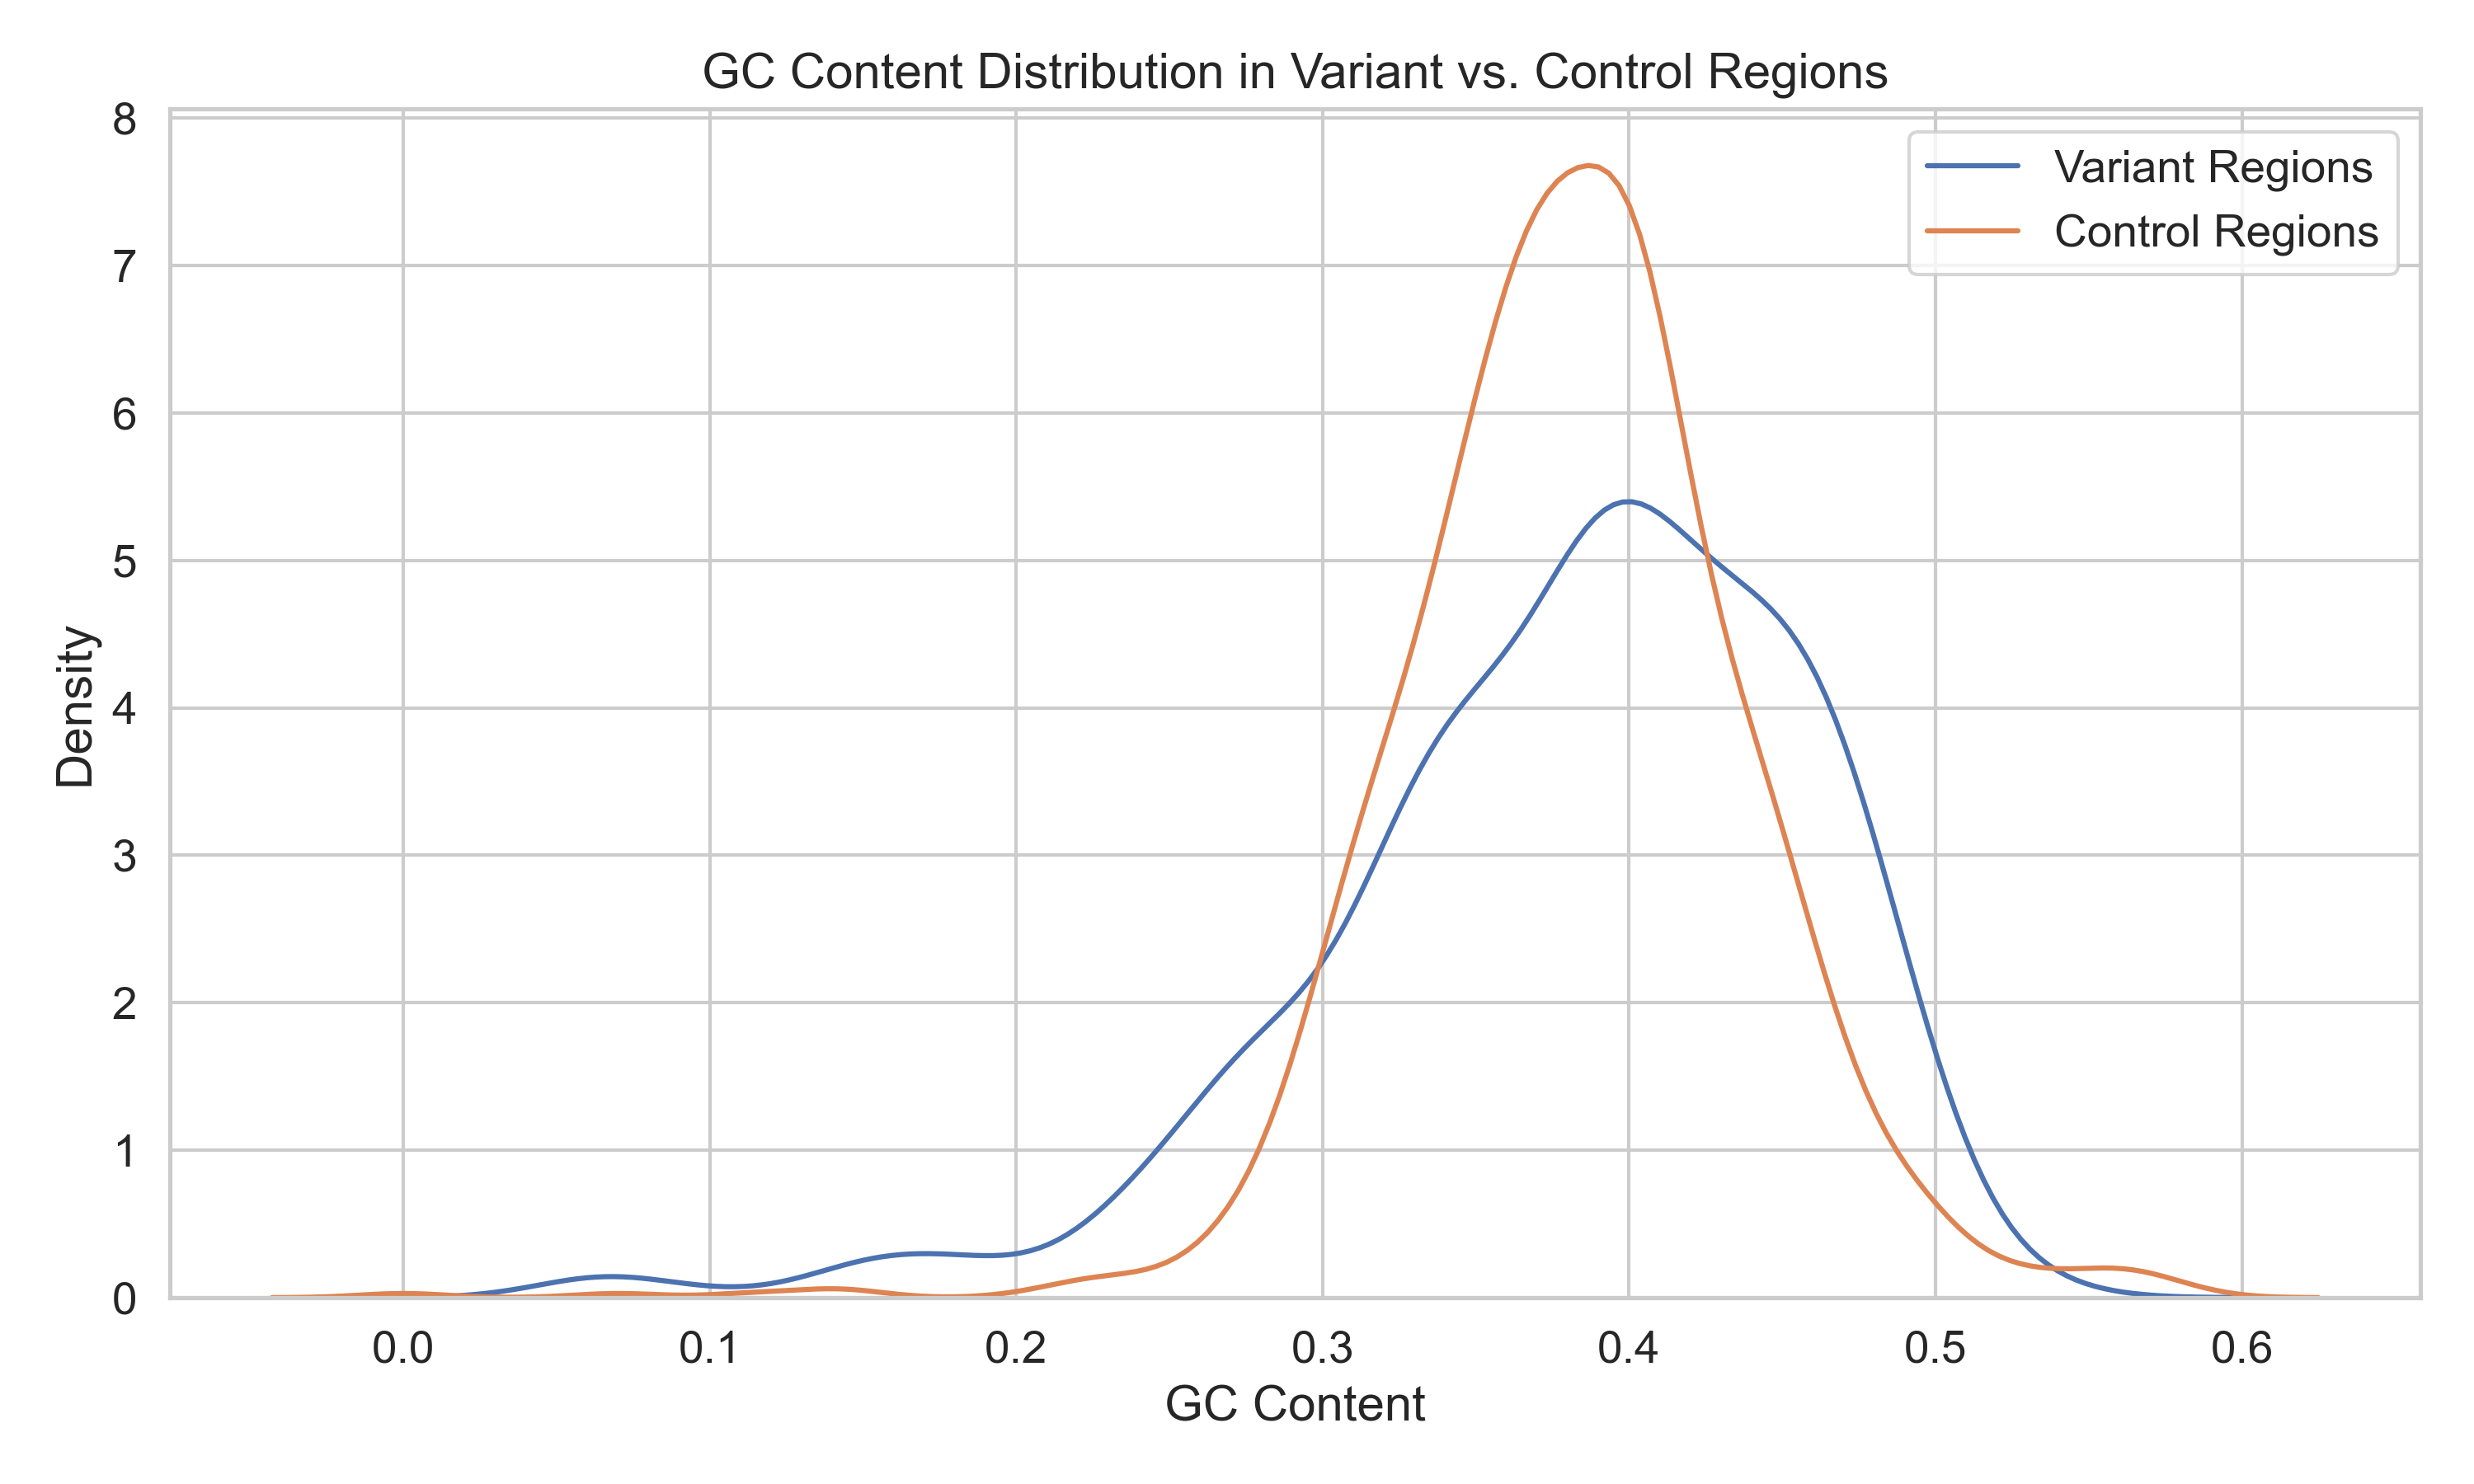 GC Content Distribution in Variant vs. Control Regions
Variant Regions
Control Regions
8
7
6
5
4
3
2
1
0
Density
0.0 0.1 0.2 0.3 0.4 0.5 0.6
GC Content